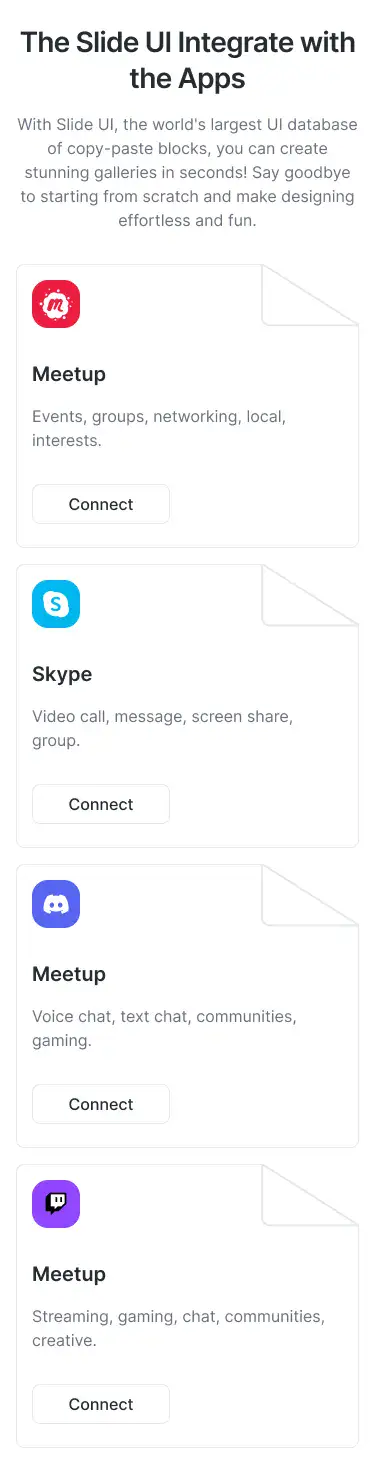 The Slide UI Integrate with
the Apps
With Slide UI, the world's largest UI database
of copy-paste blocks, you can create
stunning galleries in seconds! Say goodbye
to starting from scratch and make designing
effortless and fun.
m
Meetup
Events, groups, networking, local,
interests.
Connect
S
Skype
Video call, message, screen share,
group.
Connect
Meetup
Voice chat, text chat, communities,
gaming.
Connect
Meetup
Streaming, gaming, chat, communities,
creative.
Connect